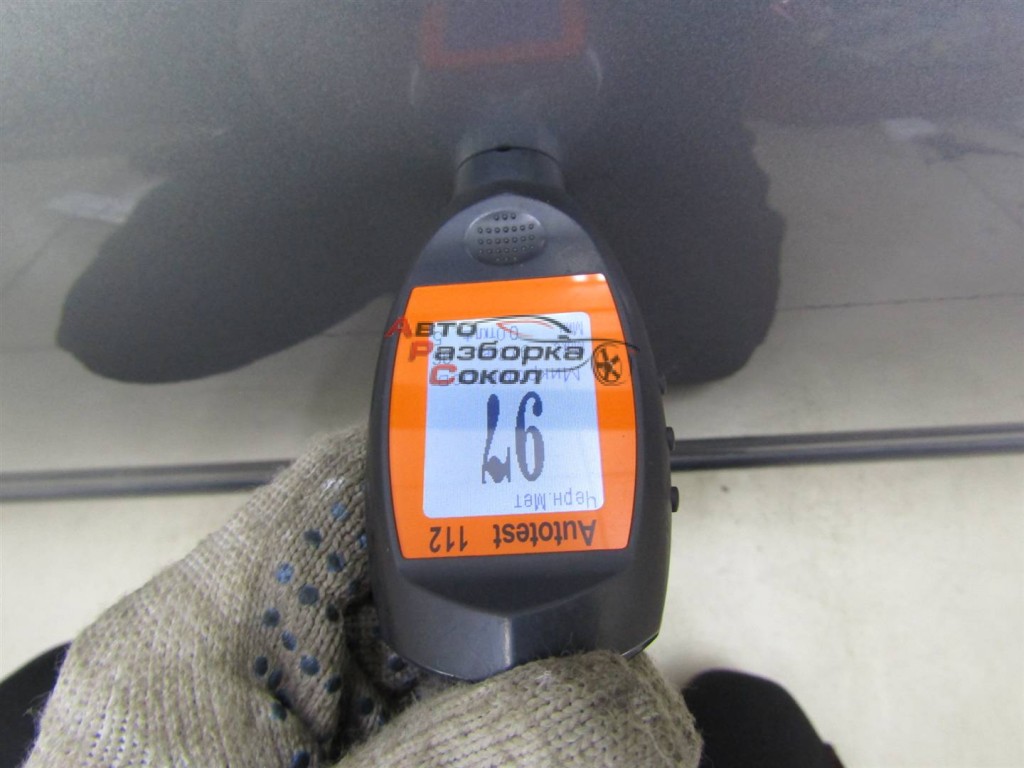 Autotest 112
Черн.Мет
97
Авто
Разборка
Сокол